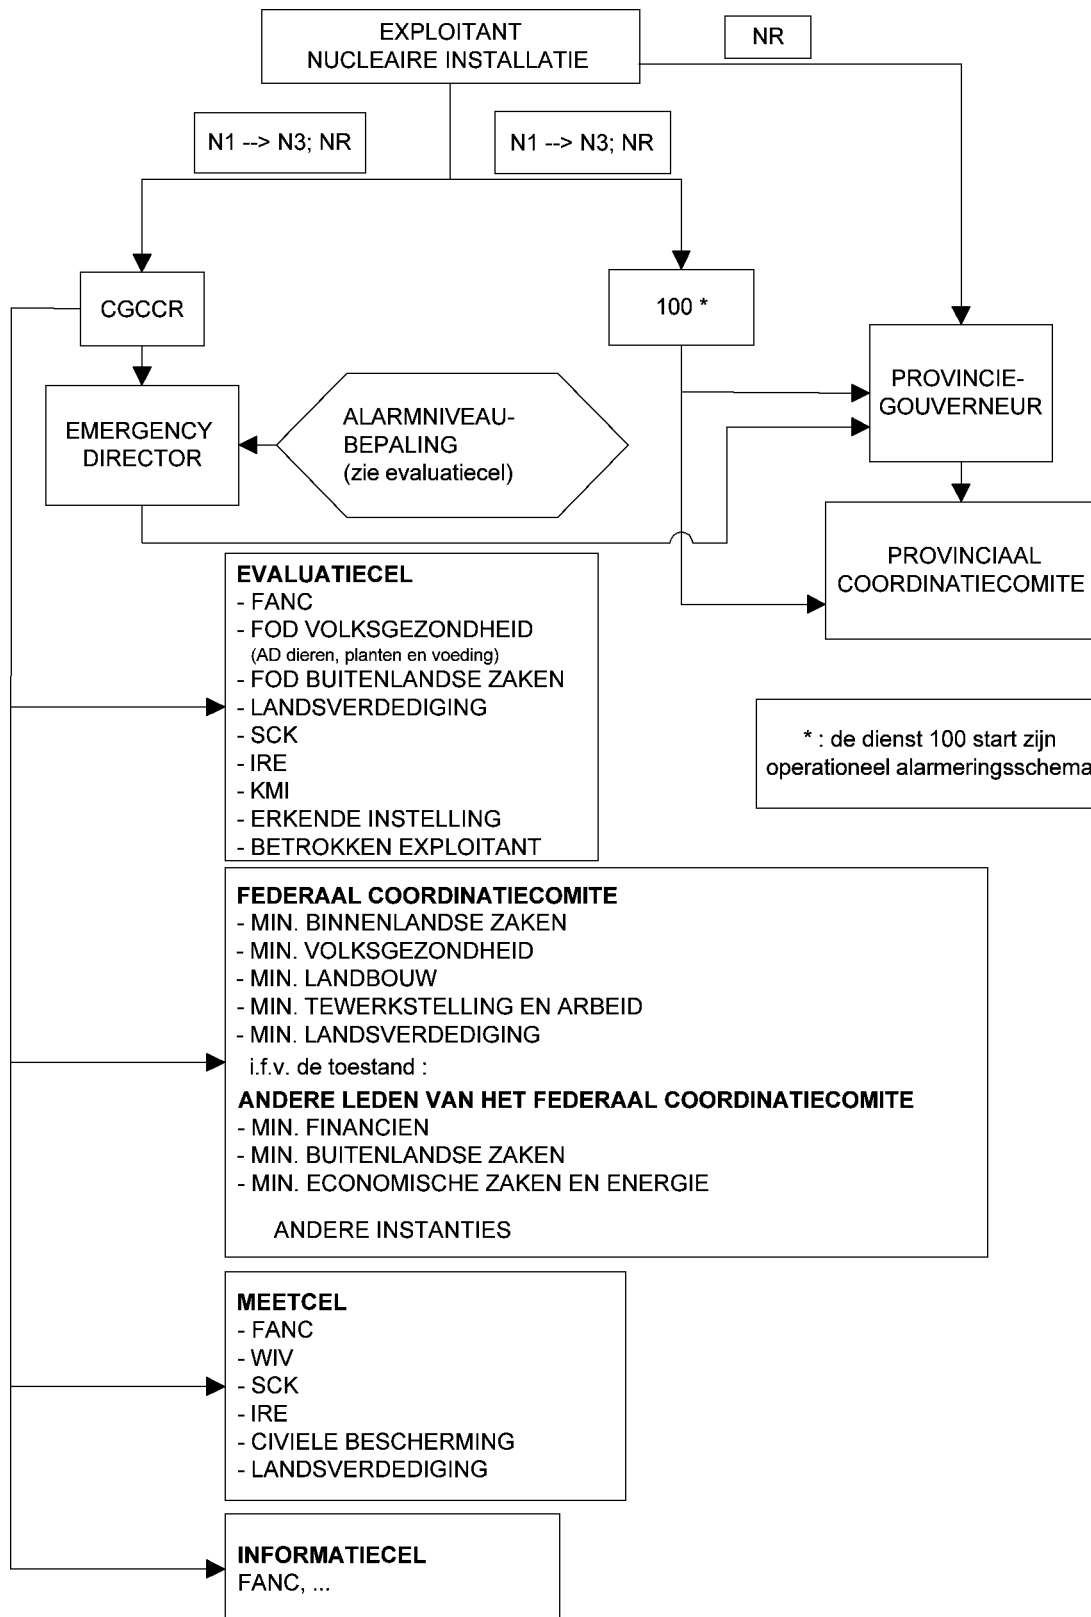 EXPLOITANT
NUCLEAIRE INSTALLATIE
NR
N1 --> N3; NR
N1 --> N3; NR
CGCCR
100 *
PROVINCIE-
GOUVERNEUR
EMERGENCY
DIRECTOR
ALARMNIVEAU-
BEPALING
(zie evaluatiecel)
PROVINCIAAL
COORDINATIECOMITE
EVALUATIECEL
- FANC
- FOD VOLKSGEZONDHEID
(AD dieren, planten en voeding)
- FOD BUITENLANDSE ZAKEN
- LANDSVERDEDIGING
- SCK
- IRE
- KMI
- ERKENDE INSTELLING
- BETROKKEN EXPLOITANT
* : de dienst 100 start zijn
operationeel alarmeringsschema
FEDERAAL COORDINATIECOMITE
- MIN. BINNENLANDSE ZAKEN
- MIN. VOLKSGEZONDHEID
- MIN. LANDBOUW
- MIN. TEWERKSTELLING EN ARBEID
- MIN. LANDSVERDEDIGING
i.f.v. de toestand :
ANDERE LEDEN VAN HET FEDERAAL COORDINATIECOMITE
- MIN. FINANCIEN
- MIN. BUITENLANDSE ZAKEN
- MIN. ECONOMISCHE ZAKEN EN ENERGIE
ANDERE INSTANTIES
MEETCEL
- FANC
- WIV
- SCK
- IRE
- CIVIELE BESCHERMING
- LANDSVERDEDIGING
INFORMATIECEL
FANC, ...